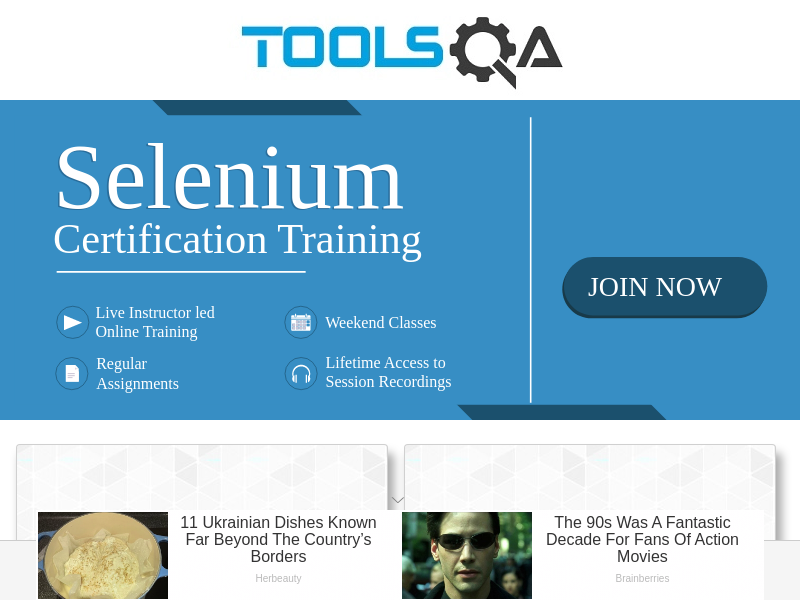 TOOLSQA
Selenium
Certification Training
JOIN NOW
Live Instructor led
Online Training
Weekend Classes
Regular
Assignments
Lifetime Access to
Session Recordings
11 Ukrainian Dishes Known
Far Beyond The Country’s
Borders
Herbeauty
The 90s Was A Fantastic
Decade For Fans Of Action
Movies
Brainberries